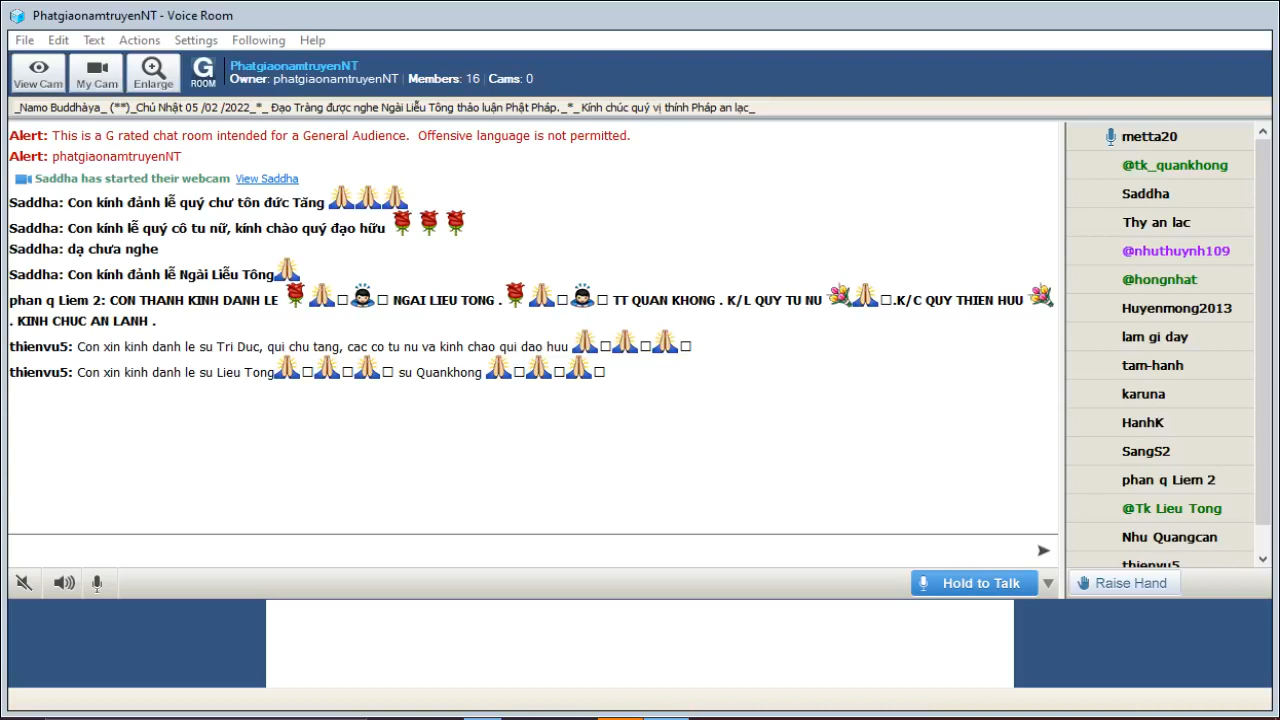 PhatgiaonamtruyenNT - Voice Room
File Edit Text Actions Settings Following Help
View Cam My Cam Enlarge G ROOM
PhatgiaonamtruyenNT
Owner: phatgiaonamtruyenNT | Members: 16 | Cams: 0
_Namo Buddhàya_ (**)_Chủ Nhật 05 /02 /2022_*_ Đạo Tràng được nghe Ngài Liễu Tông thảo luận Phật Pháp._*_ Kính chúc quý vị thính Pháp an lạc_
Alert: This is a G rated chat room intended for a General Audience. Offensive language is not permitted.
Alert: phatgiaonamtruyenNT
Saddha has started their webcam View Saddha
Saddha: Con kính đảnh lễ quý chư tôn đức Tăng
Saddha: Con kính lễ quý cô tu nữ, kính chào quý đạo hữu
Saddha: dạ chưa nghe
Saddha: Con kính đảnh lễ Ngài Liễu Tông
phan q Liem 2: CON THANH KINH DANH LE NGAI LIEU TONG . TT QUAN KHONG . K/L QUY TU NU .K/C QUY THIEN HUU
. KINH CHUC AN LANH .
thienvu5: Con xin kinh danh le su Tri Duc, qui chu tang, cac co tu nu va kinh chao qui dao huu
thienvu5: Con xin kinh danh le su Lieu Tong su Quankhong
metta20
@tk_quankhong
Saddha
Thy an lac
@nhuthuynh109
@hongnhat
Huyenmong2013
lam gi day
tam-hanh
karuna
HanhK
SangS2
phan q Liem 2
@Tk Lieu Tong
Nhu Quangcan
thienvu5
Hold to Talk
Raise Hand